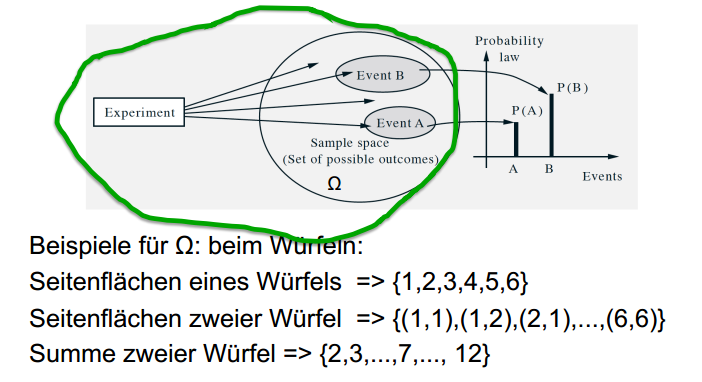 Probability
law
Event B
P(B)
Experiment
P(A)
Event A
Sample space
(Set of possible outcomes)
Ω
A
B
Events
Beispiele für Ω: beim Würfeln:
Seitenflächen eines Würfels => {1,2,3,4,5,6}
Seitenflächen zweier Würfel => {(1,1),(1,2),(2,1),...,(6,6)}
Summe zweier Würfel => {2,3,...,7,..., 12}